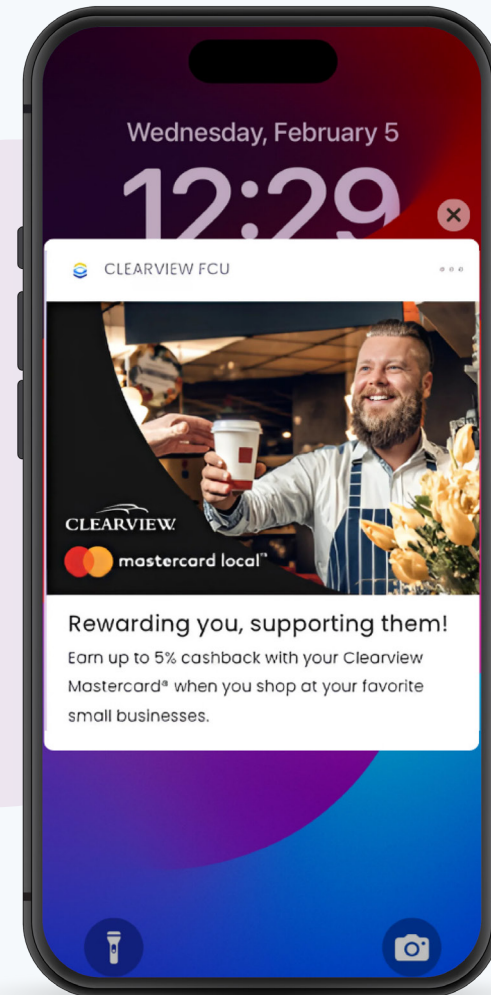 Wednesday, February 5
12:29
CLEARVIEW FCU
CLEARVIEW
mastercard local™
Rewarding you, supporting them!
Earn up to 5% cashback with your Clearview
Mastercard® when you shop at your favorite
small businesses.